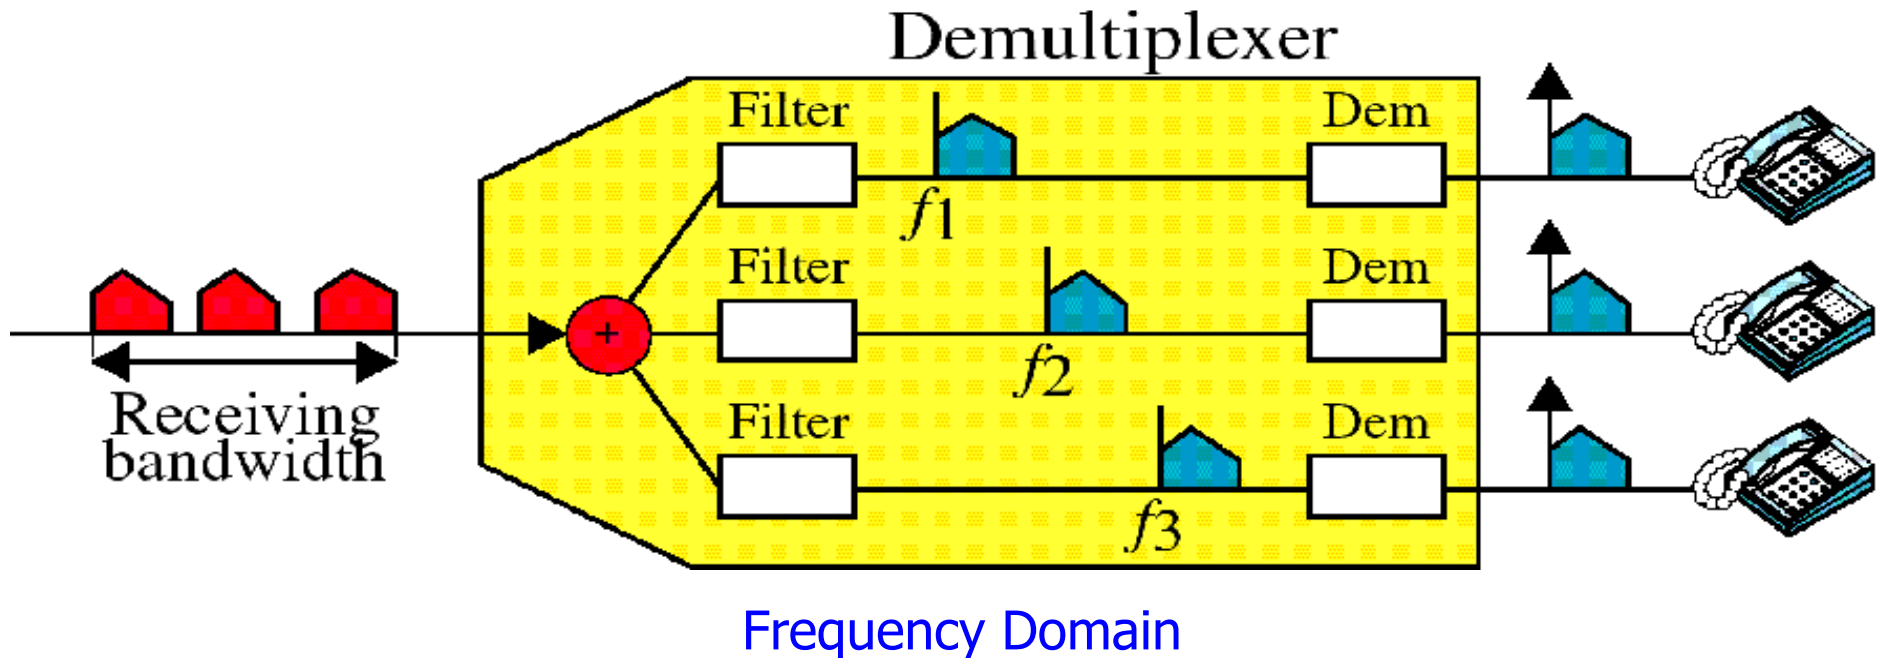 Demultiplexer
Filter
Dem
f1
Filter
Dem
+
f2
Receiving
bandwidth
Filter
Dem
f3
Frequency Domain